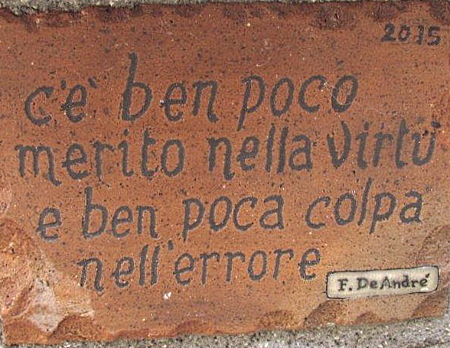 2015
c'è ben poco
merito nella virtù
e ben poca colpa
nell'errore
F. De André